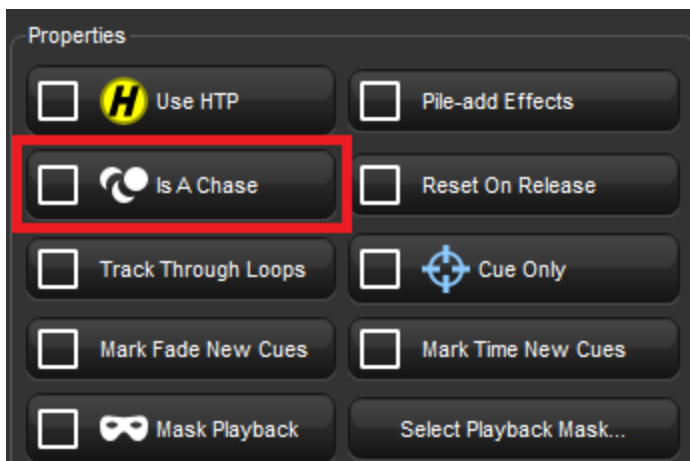 Properties
H Use HTP
Pile-add Effects
Is A Chase
Reset On Release
Track Through Loops
Cue Only
Mark Fade New Cues
Mark Time New Cues
Mask Playback
Select Playback Mask...